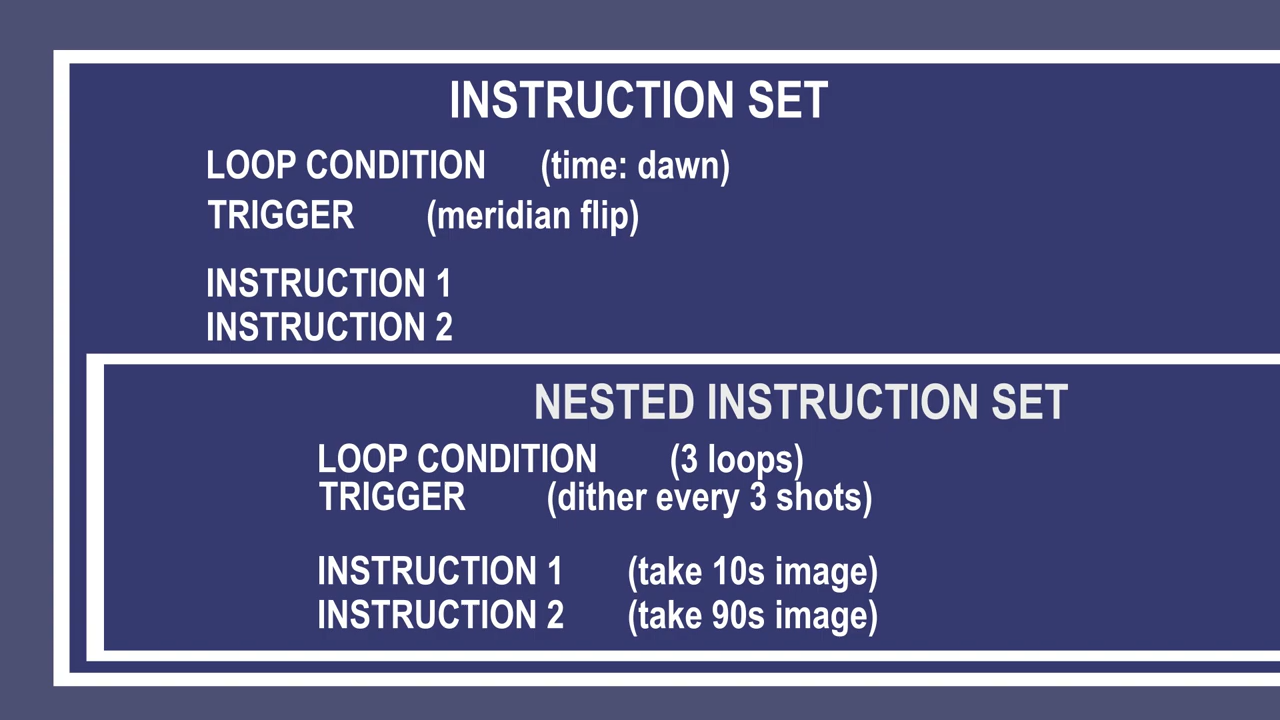 INSTRUCTION SET
LOOP CONDITION (time: dawn)
TRIGGER (meridian flip)
INSTRUCTION 1
INSTRUCTION 2
NESTED INSTRUCTION SET
LOOP CONDITION (3 loops)
TRIGGER (dither every 3 shots)
INSTRUCTION 1 (take 10s image)
INSTRUCTION 2 (take 90s image)